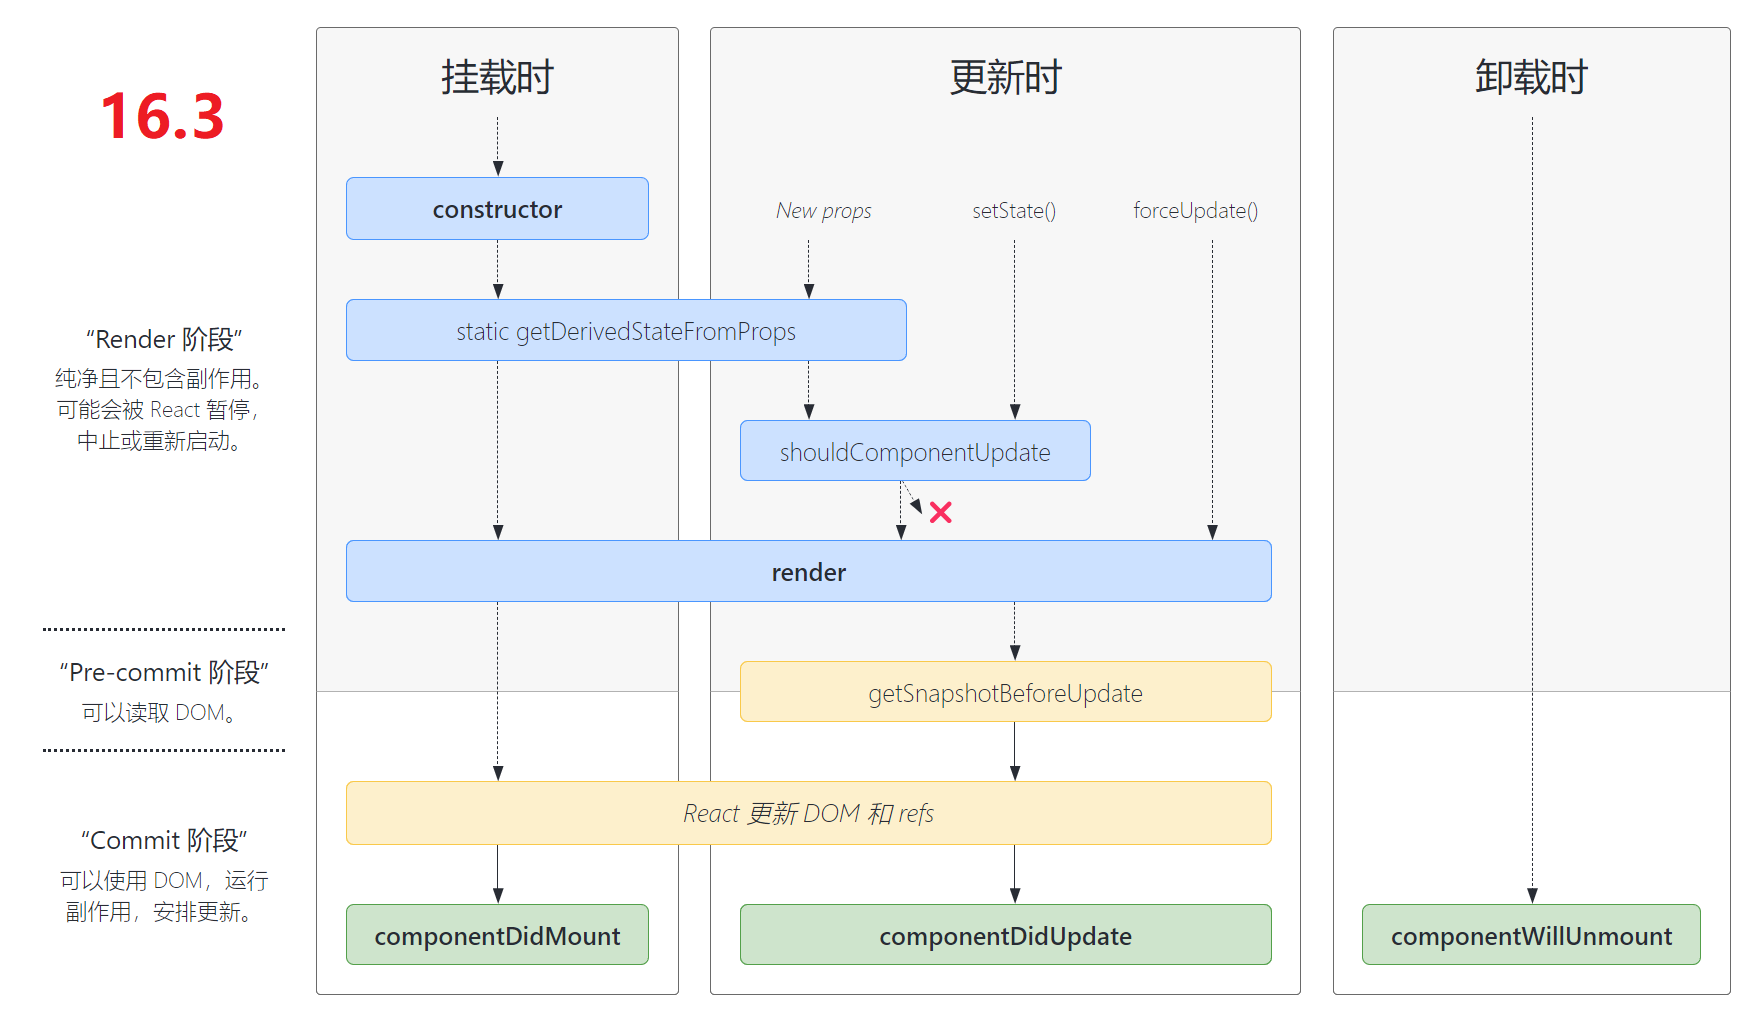 16.3
挂载时
更新时
卸载时
constructor
New props
setState()
forceUpdate()
static getDerivedStateFromProps
“Render 阶段”
纯净且不包含副作用。
可能会被 React 暂停，
中止或重新启动。
shouldComponentUpdate
render
“Pre-commit 阶段”
可以读取 DOM。
getSnapshotBeforeUpdate
React 更新 DOM 和 refs
“Commit 阶段”
可以使用 DOM，运行
副作用，安排更新。
componentDidMount
componentDidUpdate
componentWillUnmount